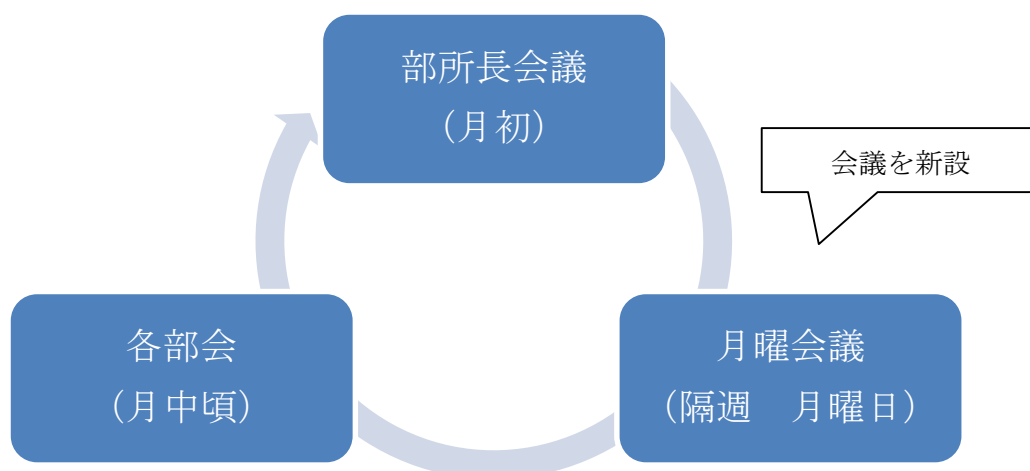 部所長会議
（月初）
会議を新設
各部会
（月中頃）
月曜会議
（隔週　月曜日）